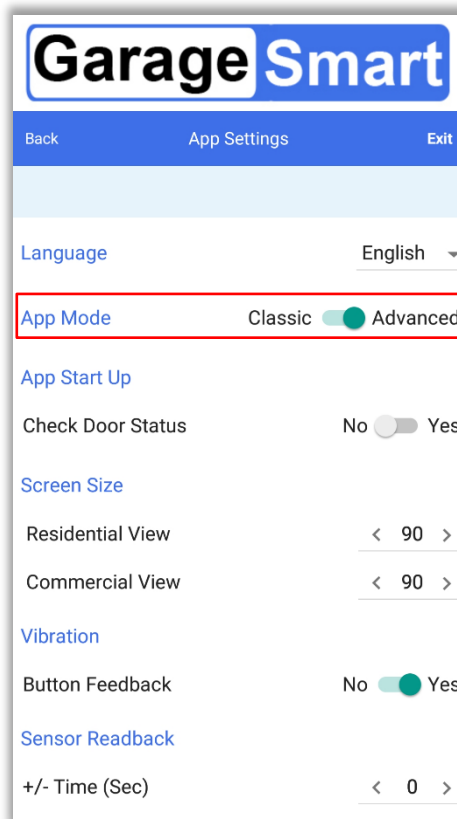 Garage Smart
Back App Settings Exit
Language English
App Mode Classic Advanced
App Start Up
Check Door Status No Yes
Screen Size
Residential View < 90 >
Commercial View < 90 >
Vibration
Button Feedback No Yes
Sensor Readback
+/- Time (Sec) < 0 >